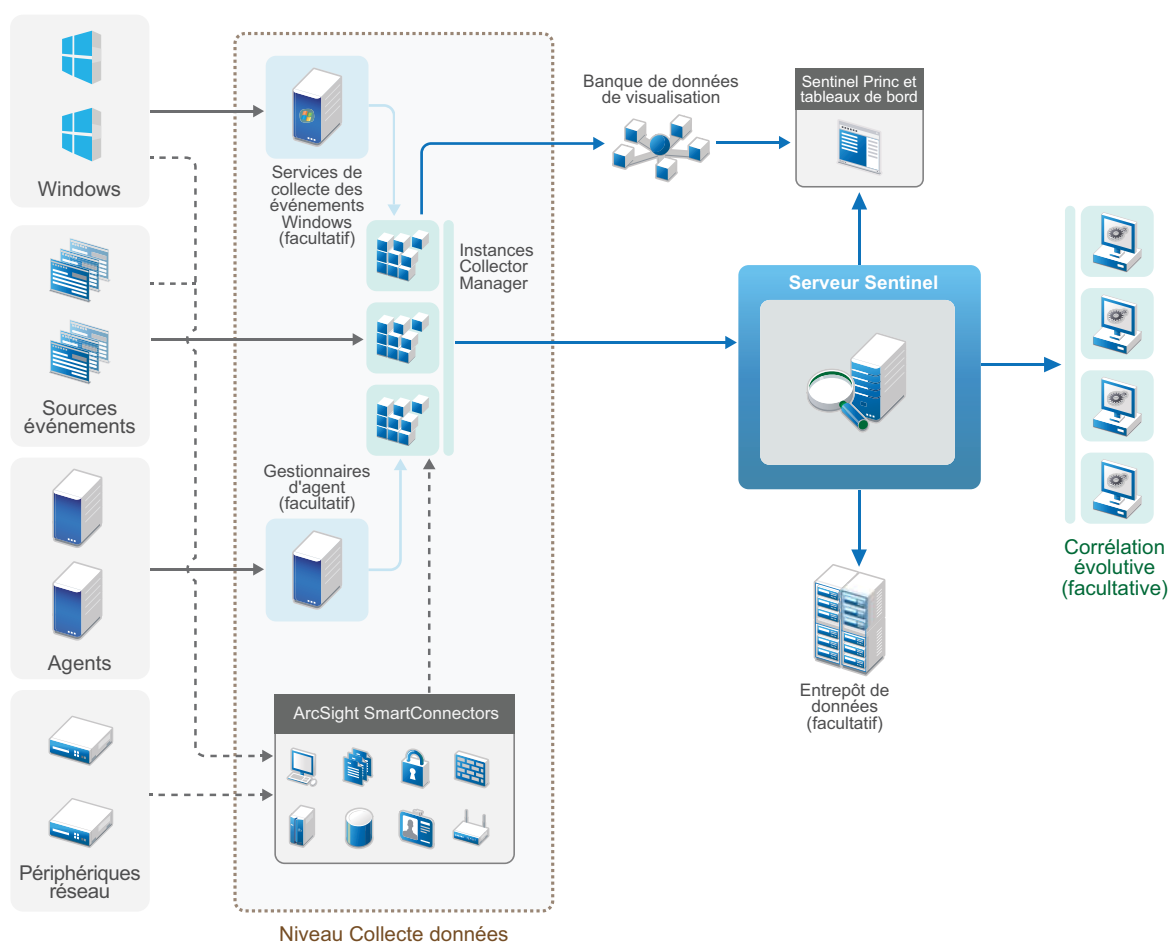 Windows
Sources
événements
Agents
Périphériques
réseau
Services de
collecte des
événements
Windows
(facultatif)
Instances
Collector
Manager
Gestionnaires
d'agent
(facultatif)
ArcSight SmartConnectors
Niveau Collecte données
Banque de données
de visualisation
Sentinel Princ et
tableaux de bord
Serveur Sentinel
Entrepôt de
données
(facultatif)
Corrélation
évolutive
(facultative)